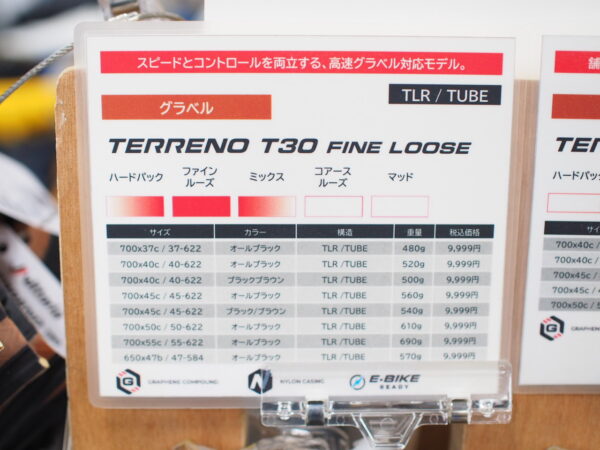 スピードとコントロールを両立する、高速グラベル対応モデル。
グラベル
TLR / TUBE
TERRENO T30 FINE LOOSE
ハードパック ファインルーズ ミックス コアースルーズ マッド
サイズ カラー 構造 重量 税込価格
700x37c / 37-622 オールブラック TLR /TUBE 480g 9,999円
700x40c / 40-622 オールブラック TLR /TUBE 520g 9,999円
700x40c / 40-622 ブラックブラウン TLR /TUBE 500g 9,999円
700x45c / 45-622 オールブラック TLR /TUBE 560g 9,999円
700x45c / 45-622 ブラック/ブラウン TLR /TUBE 540g 9,999円
700x50c / 50-622 オールブラック TLR /TUBE 610g 9,999円
700x55c / 55-622 オールブラック TLR /TUBE 690g 9,999円
650x47b / 47-584 オールブラック TLR /TUBE 570g 9,999円
G GRAPHENE COMPOUND N NYLON CASING E-BIKE
READY
舗
TE
サイ
700x40c /
700x40c /
700x45c /
700x45c /
700x50c /
G GRAPHENE